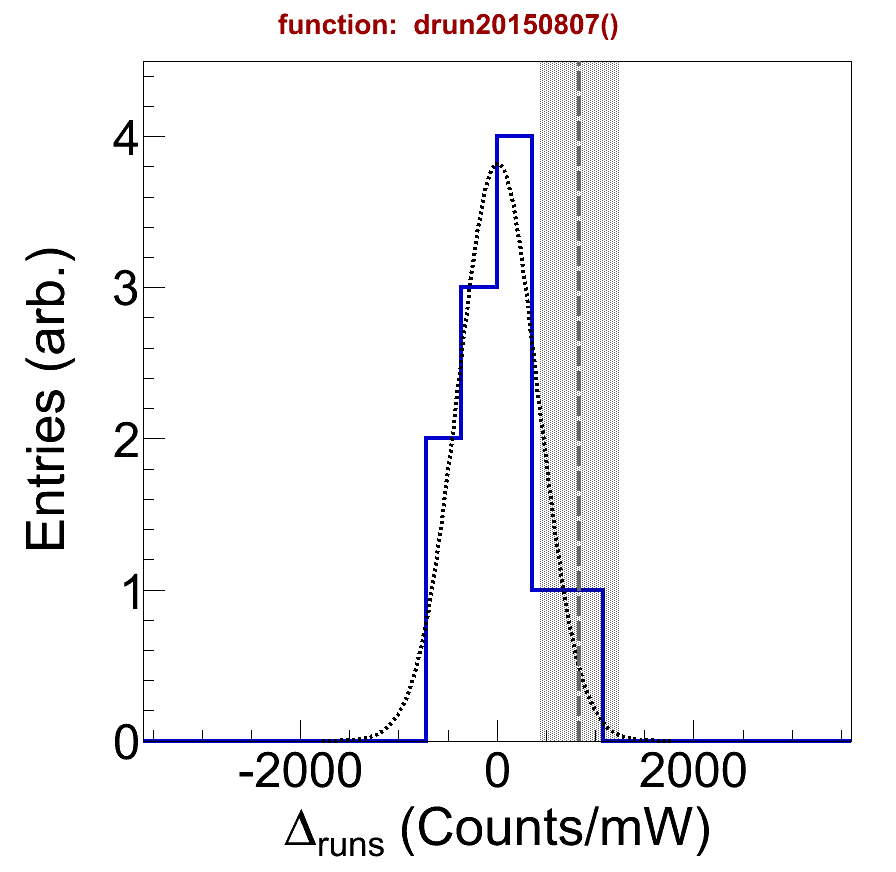 function: drun20150807()
Entries (arb.)
4
3
2
1
0
-2000 0 2000
Δruns (Counts/mW)